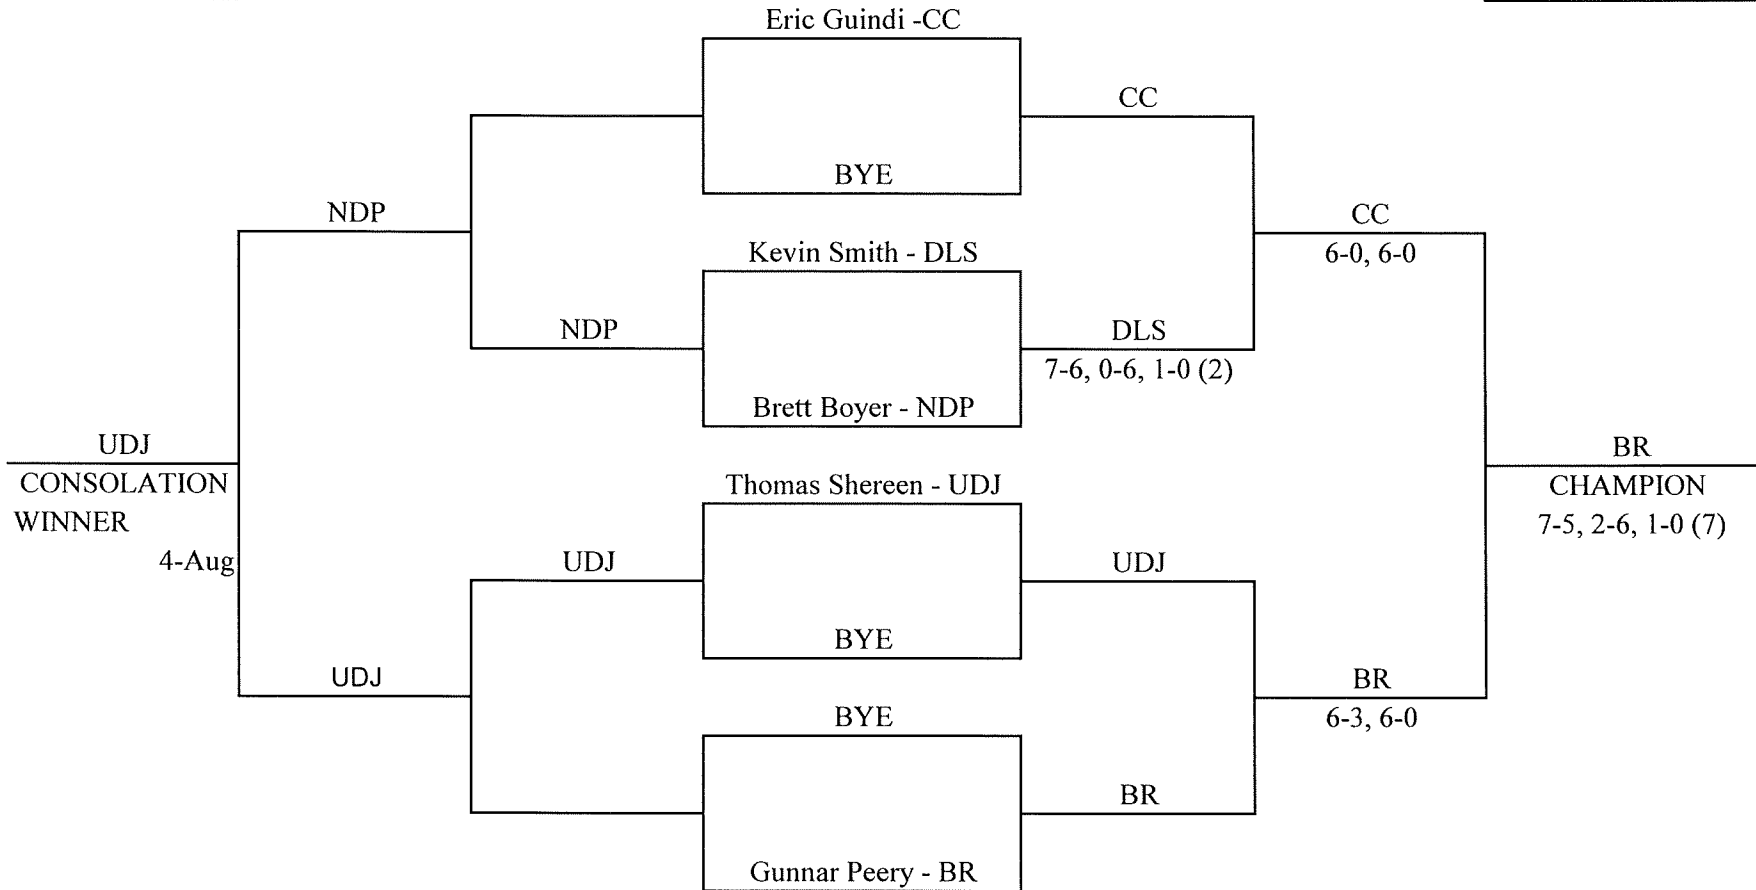 Eric Guindi -CC
CC
BYE
NDP
CC
6-0, 6-0
Kevin Smith - DLS
NDP
DLS
7-6, 0-6, 1-0 (2)
Brett Boyer - NDP
UDJ
BR
CONSOLATION
WINNER
CHAMPION
7-5, 2-6, 1-0 (7)
Thomas Shereen - UDJ
4-Aug
UDJ
UDJ
BYE
UDJ
BR
6-3, 6-0
BYE
BR
Gunnar Peery - BR